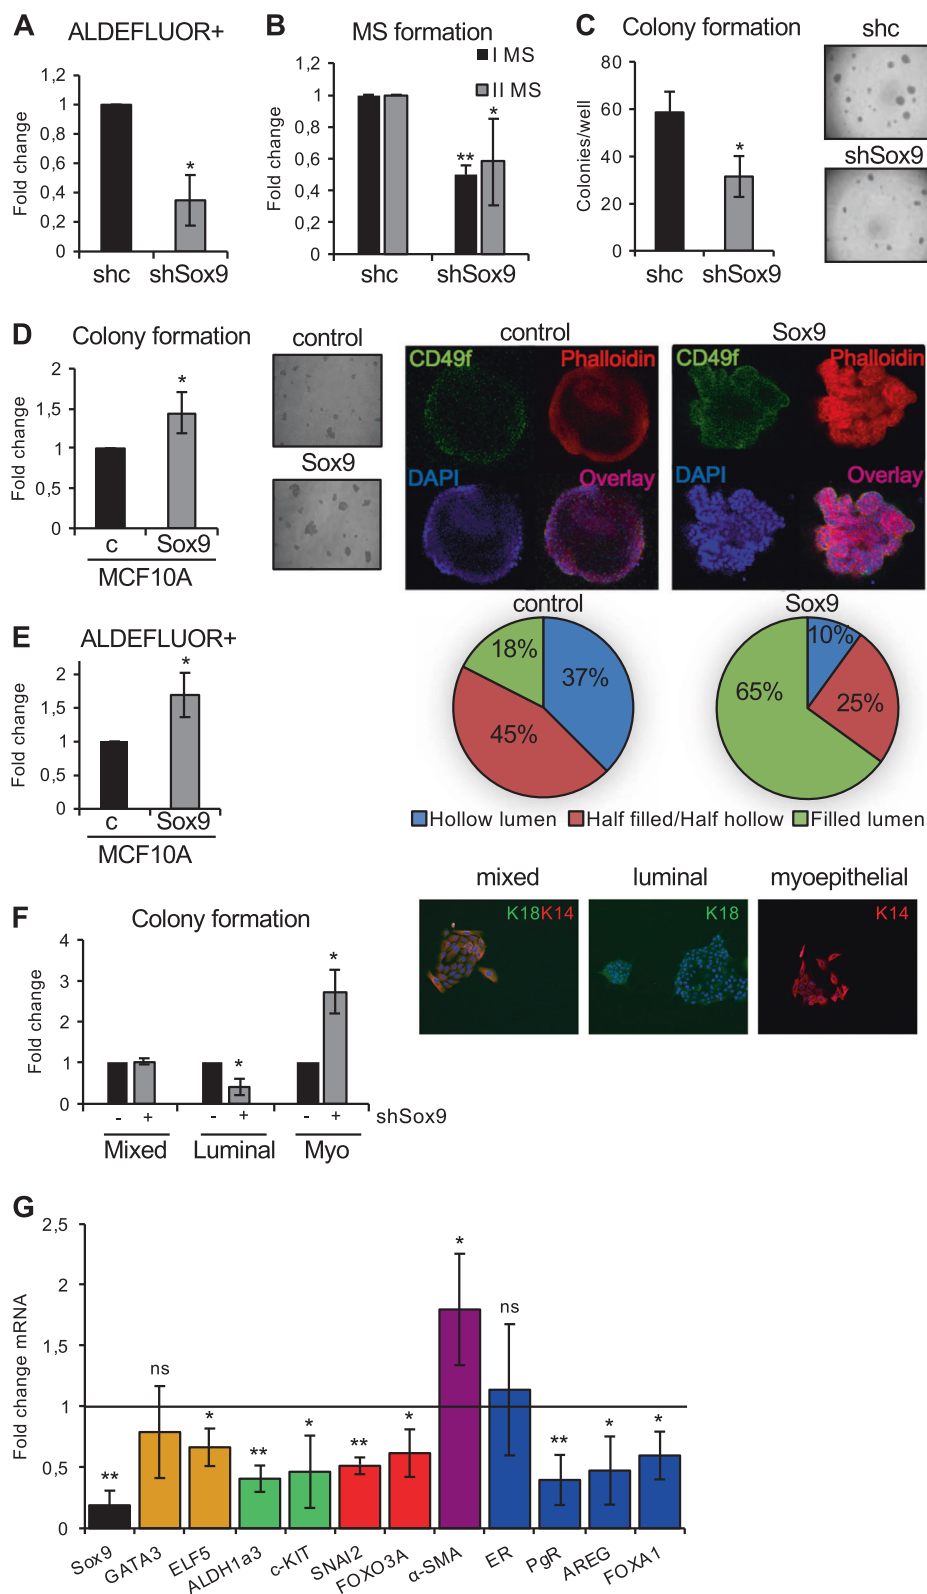 A ALDEFLUOR+
Fold change
1,2
1
0,8
0,6
0,4
0,2
0
*
shc shSox9
B MS formation
I MS
II MS
Fold change
1,2
1
0,8
0,6
0,4
0,2
0
** *
shc shSox9
C Colony formation
Colonies/well
80
60
40
20
0
*
shc shSox9
shc
shSox9
D Colony formation
Fold change
2
1,5
1
0,5
0
*
c Sox9
MCF10A
control
Sox9
control
CD49f Phalloidin
DAPI Overlay
Sox9
CD49f Phalloidin
DAPI Overlay
control
18%
37%
45%
Sox9
10%
65%
25%
Hollow lumen Half filled/Half hollow Filled lumen
E ALDEFLUOR+
Fold change
2
1,5
1
0,5
0
*
c Sox9
MCF10A
F Colony formation
Fold change
4
3
2
1
0
* *
- + - + - + shSox9
Mixed Luminal Myo
mixed luminal myoepithelial
K18K14 K18 K14
G
Fold change mRNA
2,5
2
1,5
1
0,5
0
** ns * ** * ** * * ns ** * *
Sox9 GATA3 ELF5 ALDH1a3 c-KIT SNAI2 FOXO3A α-SMA ER PgR AREG FOXA1